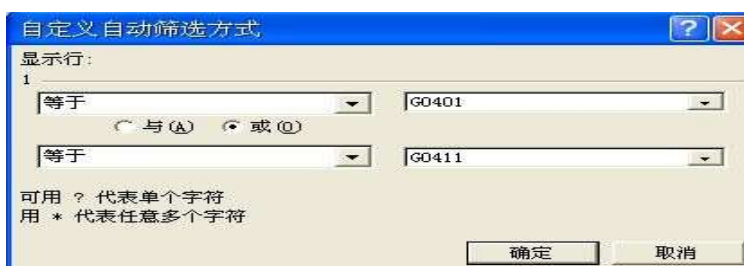 自定义自动筛选方式
显示行:
1
等于 G0401
与(A) 或(O)
等于 G0411
可用 ? 代表单个字符
用 * 代表任意多个字符
确定 取消